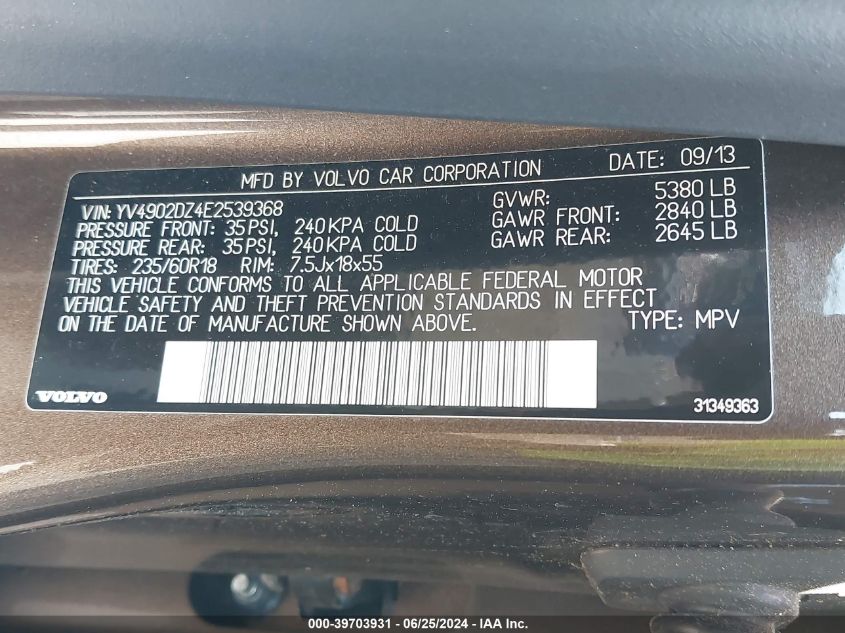 MFD BY VOLVO CAR CORPORATION DATE: 09/13
VIN: YV4902DZ4E2539368
PRESSURE FRONT: 35PSI, 240KPA COLD
PRESSURE REAR: 35PSI, 240KPA COLD
GVWR: 5380 LB
GAWR FRONT: 2840 LB
GAWR REAR: 2645 LB
TIRES: 235/60R18 RIM: 7.5Jx18x55
THIS VEHICLE CONFORMS TO ALL APPLICABLE FEDERAL MOTOR
VEHICLE SAFETY AND THEFT PREVENTION STANDARDS IN EFFECT
ON THE DATE OF MANUFACTURE SHOWN ABOVE. TYPE: MPV
VOLVO
31349363
000-39703931 - 06/25/2024 - IAA Inc.